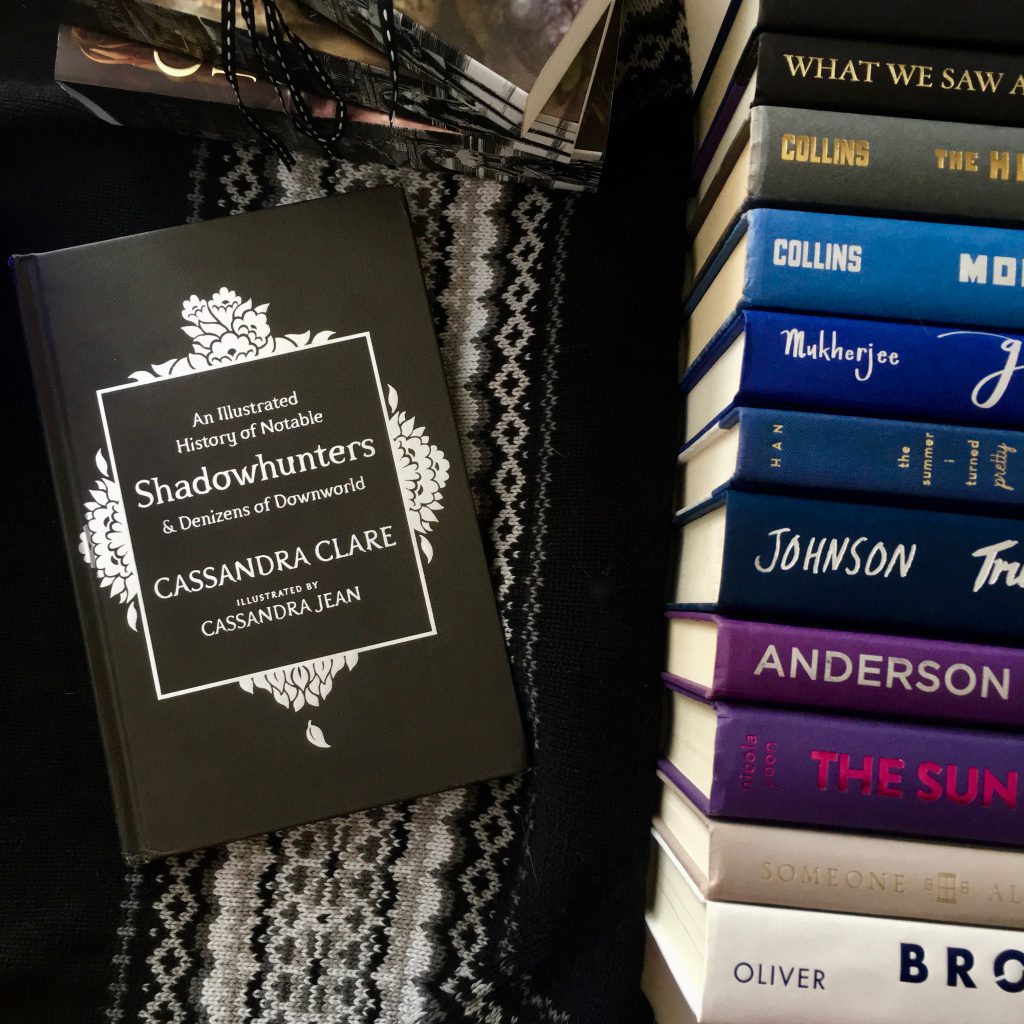 An Illustrated
History of Notable
Shadowhunters
& Denizens of Downworld
CASSANDRA CLARE
ILLUSTRATED BY
CASSANDRA JEAN
WHAT WE SAW A
COLLINS THE H
COLLINS MO
Mukherjee g
HAN the summer i turned pretty
JOHNSON Tru
ANDERSON
nicola yoon THE SUN
SOMEONE AL
OLIVER BRO